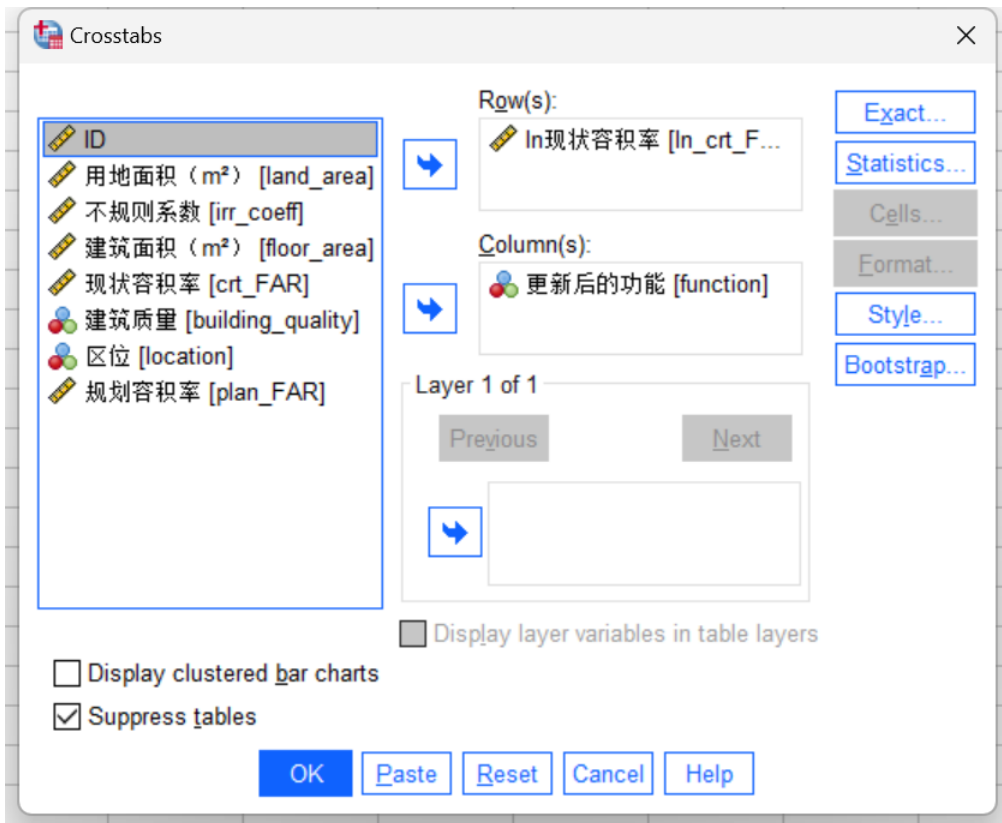 Crosstabs
ID
用地面积（m²） [land_area]
不规则系数 [irr_coeff]
建筑面积（m²） [floor_area]
现状容积率 [crt_FAR]
建筑质量 [building_quality]
区位 [location]
规划容积率 [plan_FAR]
Row(s):
ln现状容积率 [ln_crt_F...
Column(s):
更新后的功能 [function]
Layer 1 of 1
Previous
Next
Display layer variables in table layers
Exact...
Statistics...
Cells...
Format...
Style...
Bootstrap...
Display clustered bar charts
Suppress tables
OK
Paste
Reset
Cancel
Help